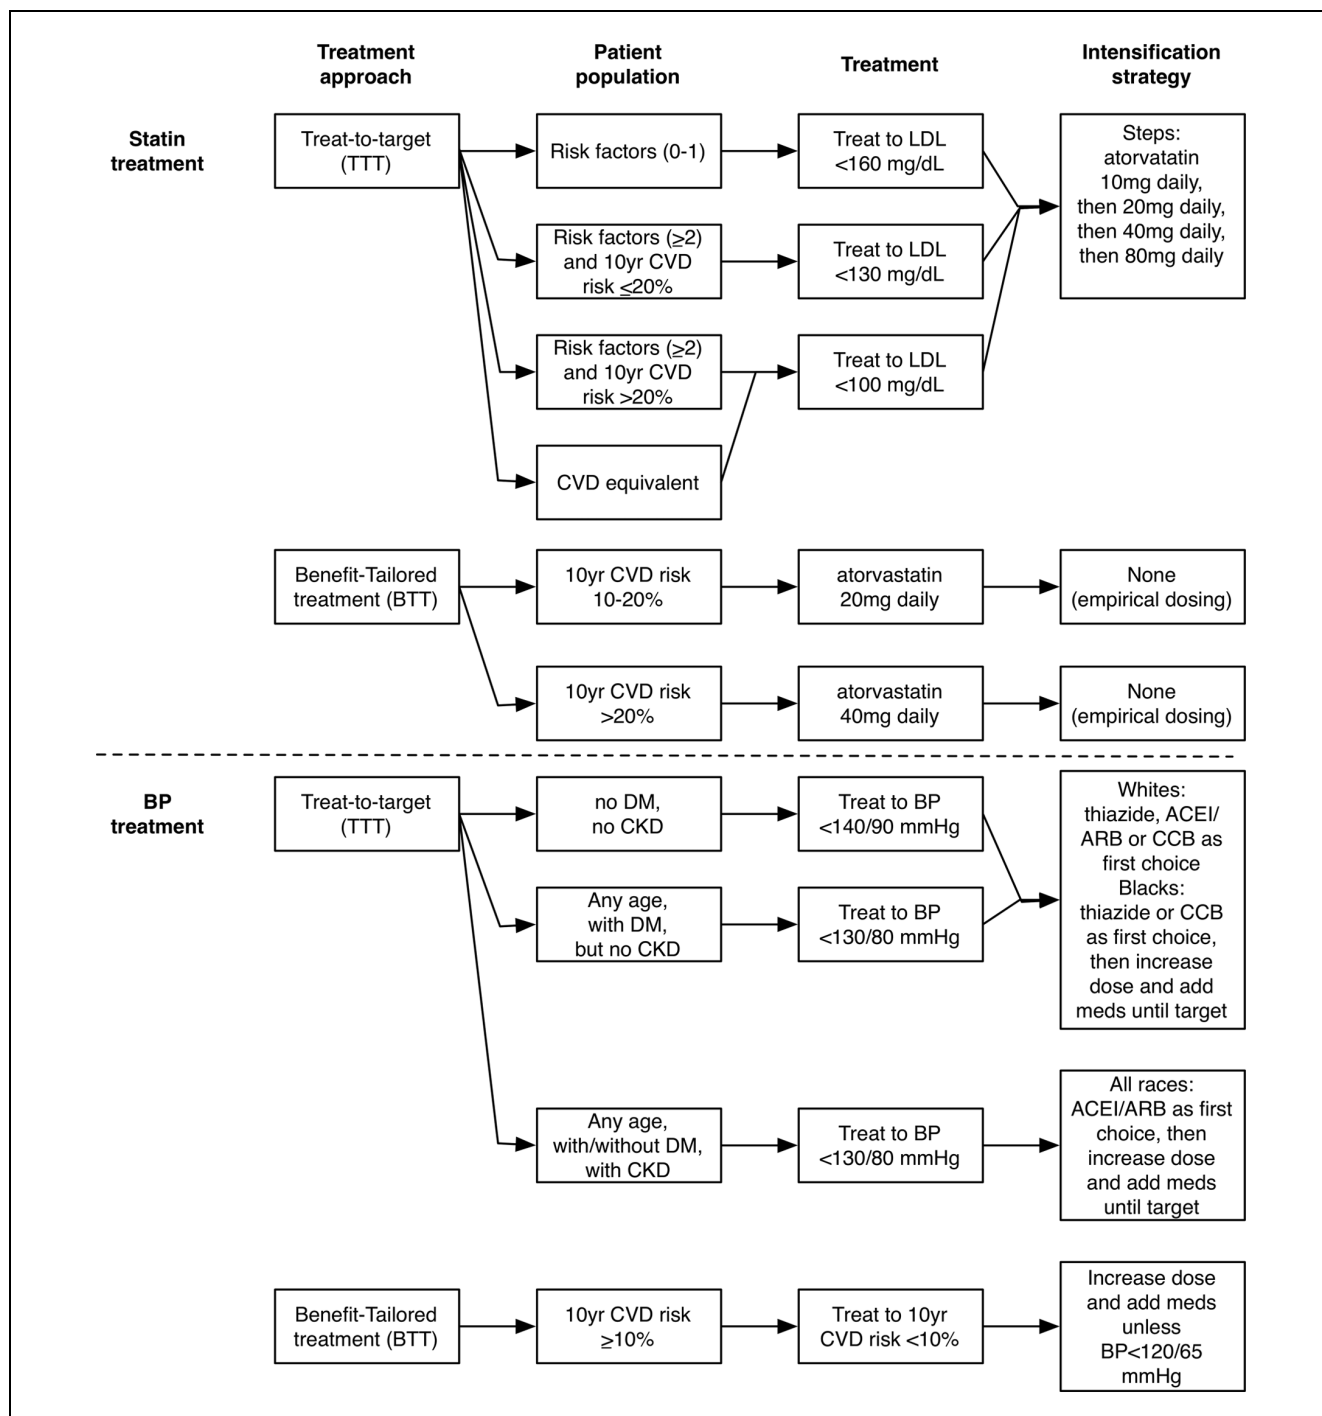 Treatment
approach
Patient
population
Treatment
Intensification
strategy
Statin
treatment
Treat-to-target
(TTT)
Risk factors (0-1)
Treat to LDL
<160 mg/dL
Steps:
atorvatatin
10mg daily,
then 20mg daily,
then 40mg daily,
then 80mg daily
Risk factors (≥2)
and 10yr CVD
risk ≤20%
Treat to LDL
<130 mg/dL
Risk factors (≥2)
and 10yr CVD
risk >20%
Treat to LDL
<100 mg/dL
CVD equivalent
Benefit-Tailored
treatment (BTT)
10yr CVD risk
10-20%
atorvastatin
20mg daily
None
(empirical dosing)
10yr CVD risk
>20%
atorvastatin
40mg daily
None
(empirical dosing)
BP
treatment
Treat-to-target
(TTT)
no DM,
no CKD
Treat to BP
<140/90 mmHg
Whites:
thiazide, ACEI/
ARB or CCB as
first choice
Blacks:
thiazide or CCB
as first choice,
then increase
dose and add
meds until target
Any age,
with DM,
but no CKD
Treat to BP
<130/80 mmHg
Any age,
with/without DM,
with CKD
Treat to BP
<130/80 mmHg
All races:
ACEI/ARB as first
choice, then
increase dose
and add meds
until target
Benefit-Tailored
treatment (BTT)
10yr CVD risk
≥10%
Treat to 10yr
CVD risk <10%
Increase dose
and add meds
unless
BP<120/65
mmHg